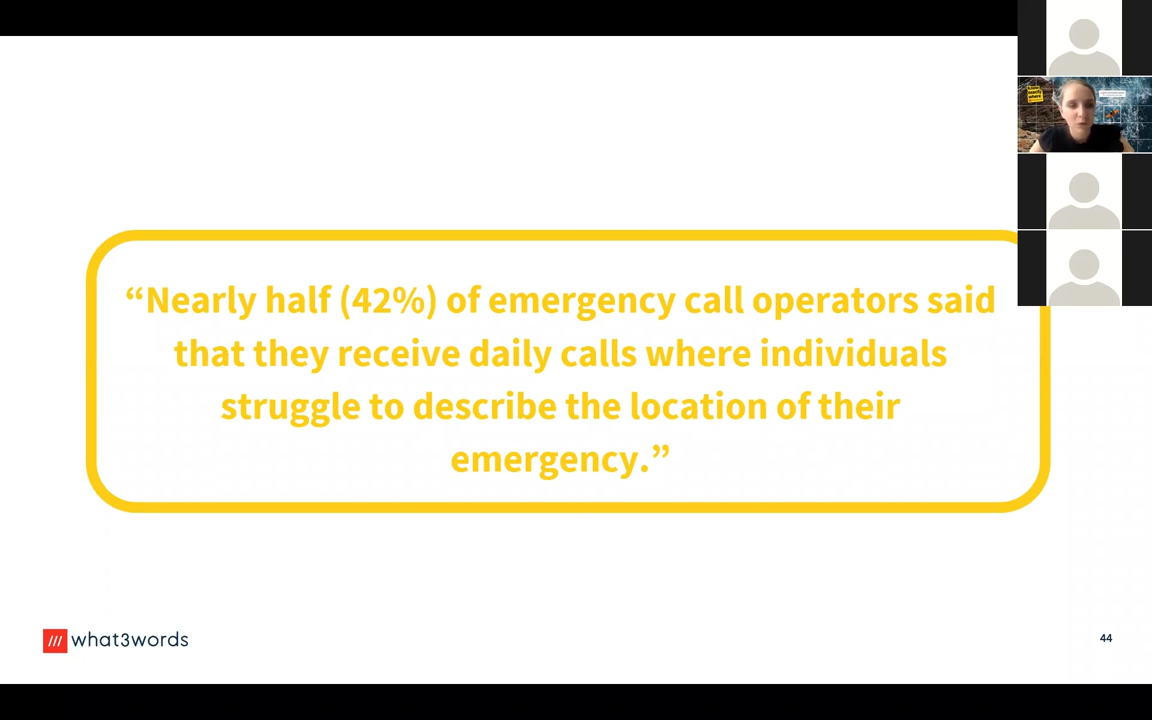 “Nearly half (42%) of emergency call operators said
that they receive daily calls where individuals
struggle to describe the location of their
emergency.”
/// what3words
44